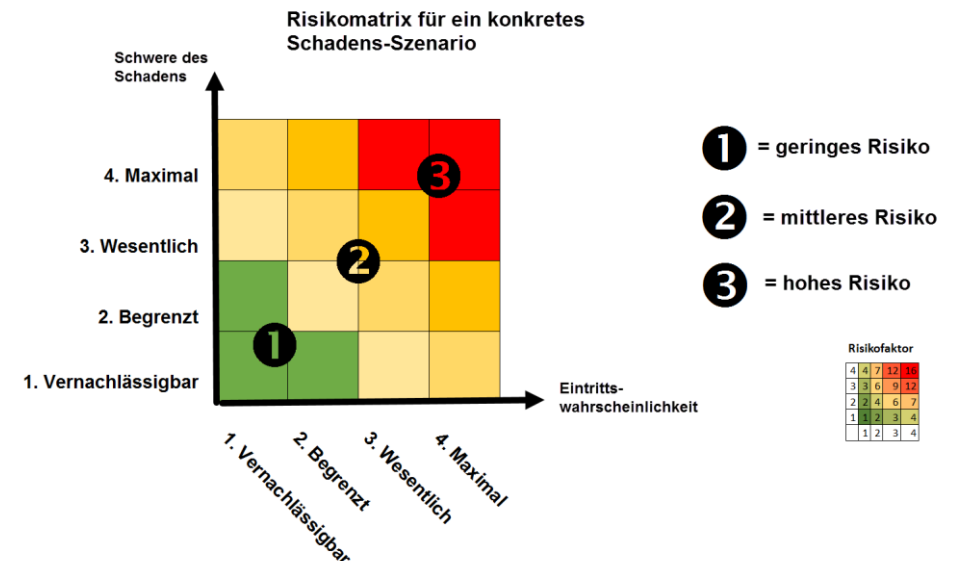 Risikomatrix für ein konkretes
Schadens-Szenario
Schwere des
Schadens
4. Maximal
3. Wesentlich
2. Begrenzt
1. Vernachlässigbar
3
2
1
Eintritts-
wahrscheinlichkeit
1. Vernachlässigbar
2. Begrenzt
3. Wesentlich
4. Maximal
1 = geringes Risiko
2 = mittleres Risiko
3 = hohes Risiko
Risikofaktor
4 4 7 12 16
3 3 6 9 12
2 2 4 6 7
1 1 2 3 4
1 2 3 4